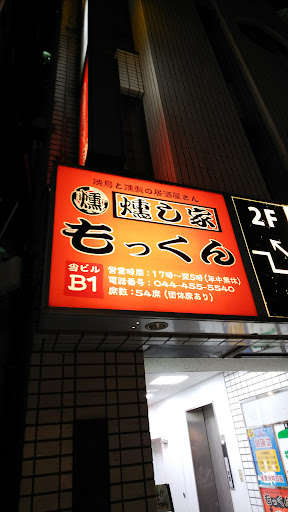 焼鳥と燻製の居酒屋さん
燻 燻し家
もっくん
当ビル
B1
営業時間：17時〜翌5時(年中無休)
電話番号：044-455-5540
席数：54席(団体席あり)
2F